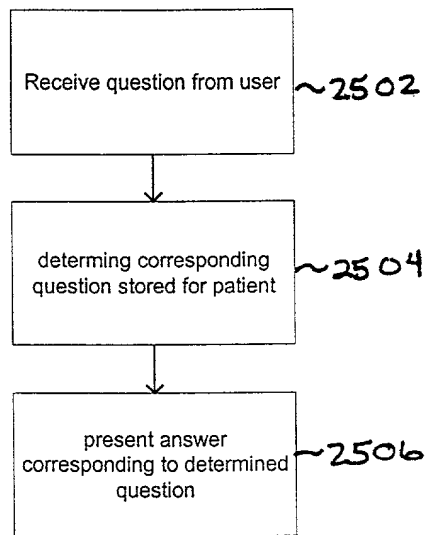 Receive question from user
~2502
determing corresponding
question stored for patient
~2504
present answer
corresponding to determined
question
~2506